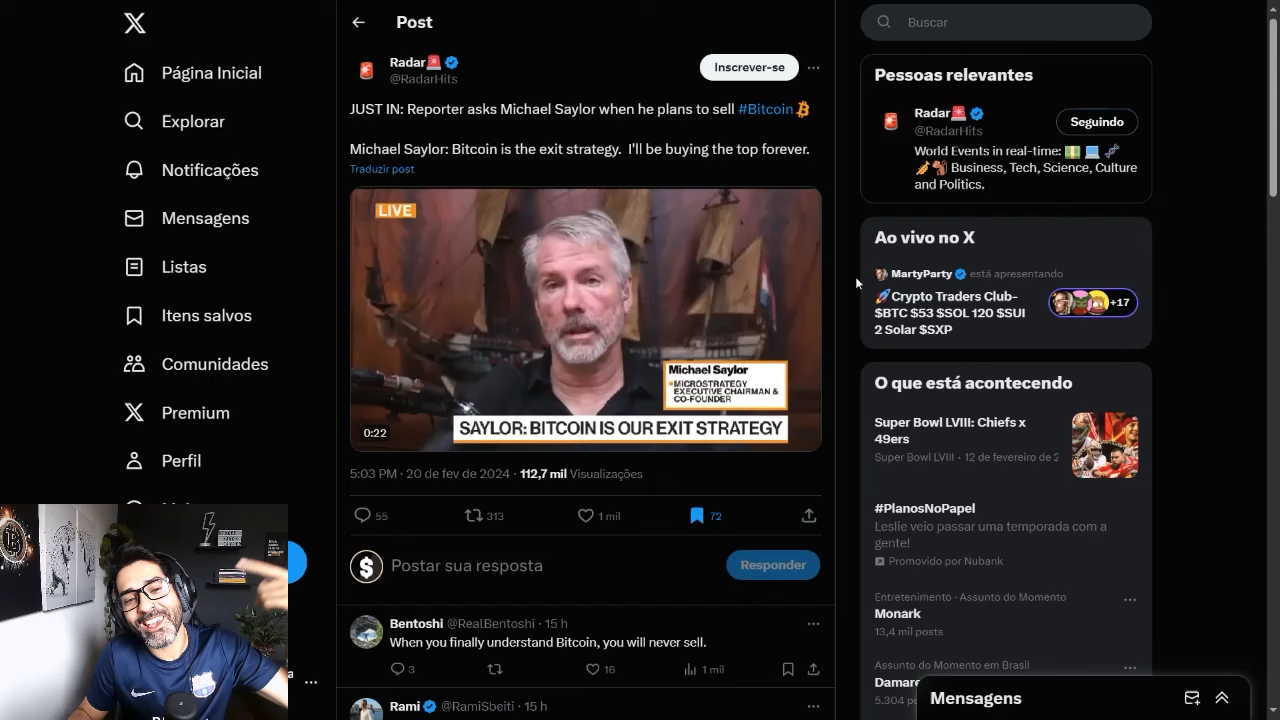 Página Inicial
Explorar
Notificações
Mensagens
Listas
Itens salvos
Comunidades
Premium
Perfil
Post
Radar
@RadarHits
Inscrever-se
JUST IN: Reporter asks Michael Saylor when he plans to sell #Bitcoin
Michael Saylor: Bitcoin is the exit strategy. I'll be buying the top forever.
Traduzir post
LIVE
Michael Saylor
MICROSTRATEGY
EXECUTIVE CHAIRMAN &
CO-FOUNDER
SAYLOR: BITCOIN IS OUR EXIT STRATEGY
0:22
5:03 PM · 20 de fev de 2024 · 112,7 mil Visualizações
55
313
1 mil
72
Postar sua resposta
Responder
Bentoshi @RealBentoshi · 15 h
When you finally understand Bitcoin, you will never sell.
3
16
1 mil
Rami @RamiSbeiti · 15 h
Buscar
Pessoas relevantes
Radar
@RadarHits
Seguindo
World Events in real-time:
Business, Tech, Science, Culture
and Politics.
Ao vivo no X
MartyParty está apresentando
Crypto Traders Club-
$BTC $53 $SOL 120 $SUI
2 Solar $SXP
+17
O que está acontecendo
Super Bowl LVIII: Chiefs x
49ers
Super Bowl LVIII · 12 de fevereiro de 2
#PlanosNoPapel
Leslie veio passar uma temporada com a
gente!
Promovido por Nubank
Entretenimento · Assunto do Momento
Monark
13,4 mil posts
Assunto do Momento em Brasil
Damare
5.304 po
Mensagens